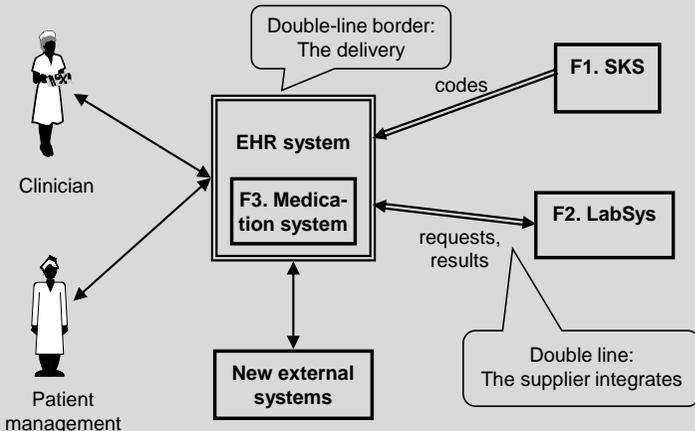 Double-line border:
The delivery
F1. SKS
codes
EHR system
Clinician
F3. Medica-
tion system
F2. LabSys
requests,
results
Double line:
The supplier integrates
New external
systems
Patient
management